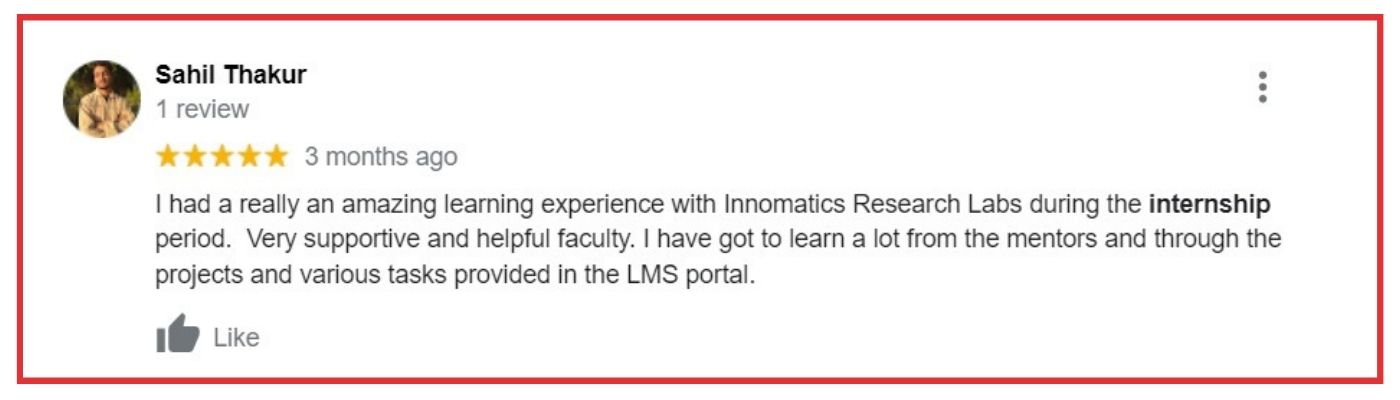 Sahil Thakur
1 review
3 months ago
I had a really an amazing learning experience with Innomatics Research Labs during the internship
period.  Very supportive and helpful faculty. I have got to learn a lot from the mentors and through the
projects and various tasks provided in the LMS portal.
Like